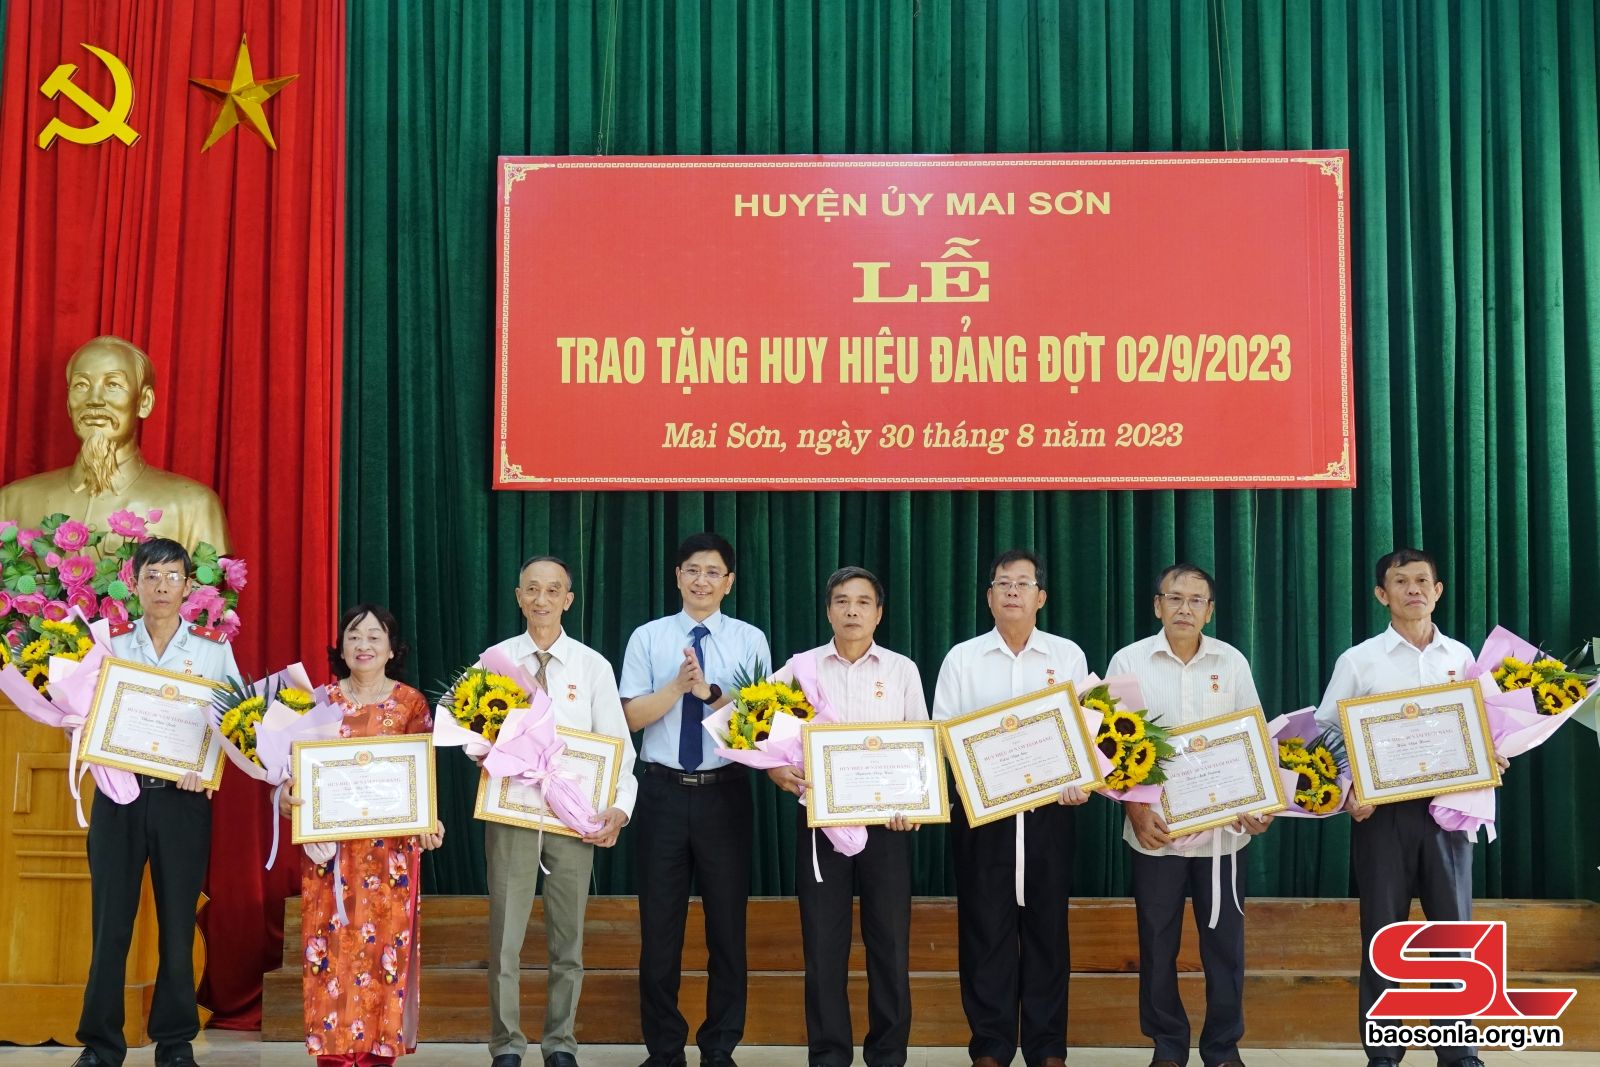 HUYỆN ỦY MAI SƠN
LỄ
TRAO TẶNG HUY HIỆU ĐẢNG ĐỢT 02/9/2023
Mai Sơn, ngày 30 tháng 8 năm 2023
SL
baosonla.org.vn